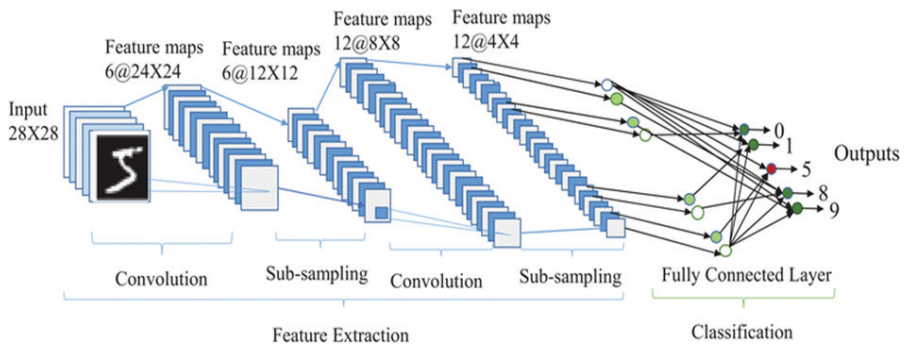 Input
28X28
Feature maps
6@24X24
Feature maps
6@12X12
Feature maps
12@8X8
Feature maps
12@4X4
0
1
5
8
9
Outputs
Convolution
Sub-sampling
Convolution
Sub-sampling
Fully Connected Layer
Feature Extraction
Classification